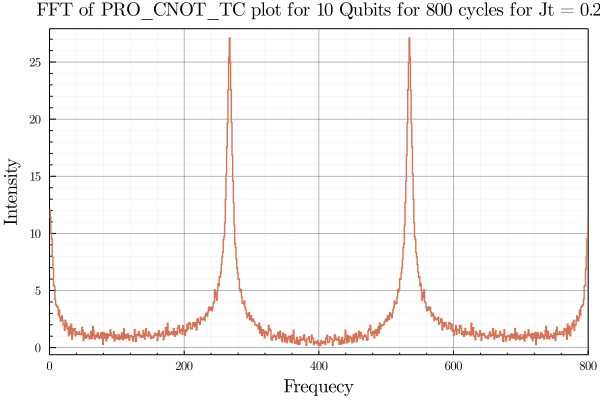 FFT of PRO_CNOT_TC plot for 10 Qubits for 800 cycles for Jt = 0.2
25
20
15
10
5
0
Intensity
0 200 400 600 800
Frequecy